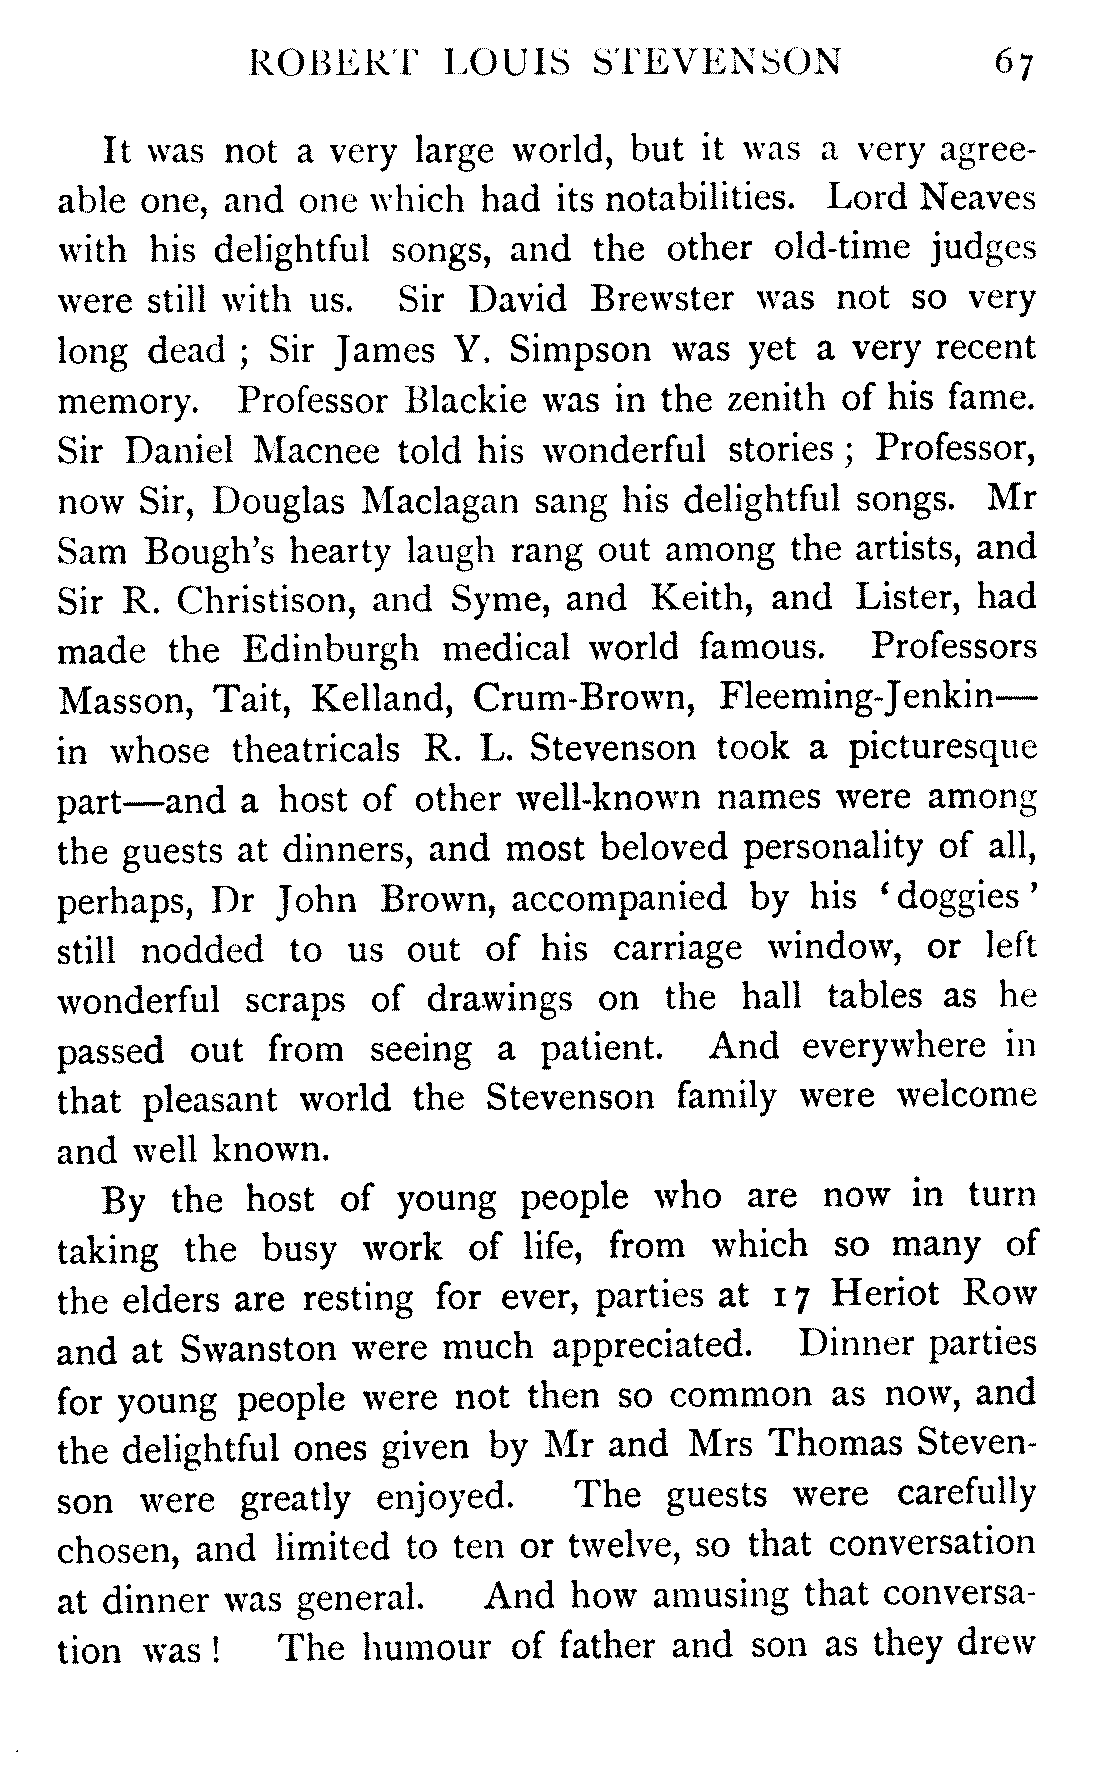 ROBERT LOUIS STEVENSON 67
It was not a very large world, but it was a very agree-
able one, and one which had its notabilities. Lord Neaves
with his delightful songs, and the other old-time judges
were still with us. Sir David Brewster was not so very
long dead ; Sir James Y. Simpson was yet a very recent
memory. Professor Blackie was in the zenith of his fame.
Sir Daniel Macnee told his wonderful stories ; Professor,
now Sir, Douglas Maclagan sang his delightful songs. Mr
Sam Bough's hearty laugh rang out among the artists, and
Sir R. Christison, and Syme, and Keith, and Lister, had
made the Edinburgh medical world famous. Professors
Masson, Tait, Kelland, Crum-Brown, Fleeming-Jenkin—
in whose theatricals R. L. Stevenson took a picturesque
part—and a host of other well-known names were among
the guests at dinners, and most beloved personality of all,
perhaps, Dr John Brown, accompanied by his ‘doggies’
still nodded to us out of his carriage window, or left
wonderful scraps of drawings on the hall tables as he
passed out from seeing a patient. And everywhere in
that pleasant world the Stevenson family were welcome
and well known.
By the host of young people who are now in turn
taking the busy work of life, from which so many of
the elders are resting for ever, parties at 17 Heriot Row
and at Swanston were much appreciated. Dinner parties
for young people were not then so common as now, and
the delightful ones given by Mr and Mrs Thomas Steven-
son were greatly enjoyed. The guests were carefully
chosen, and limited to ten or twelve, so that conversation
at dinner was general. And how amusing that conversa-
tion was ! The humour of father and son as they drew